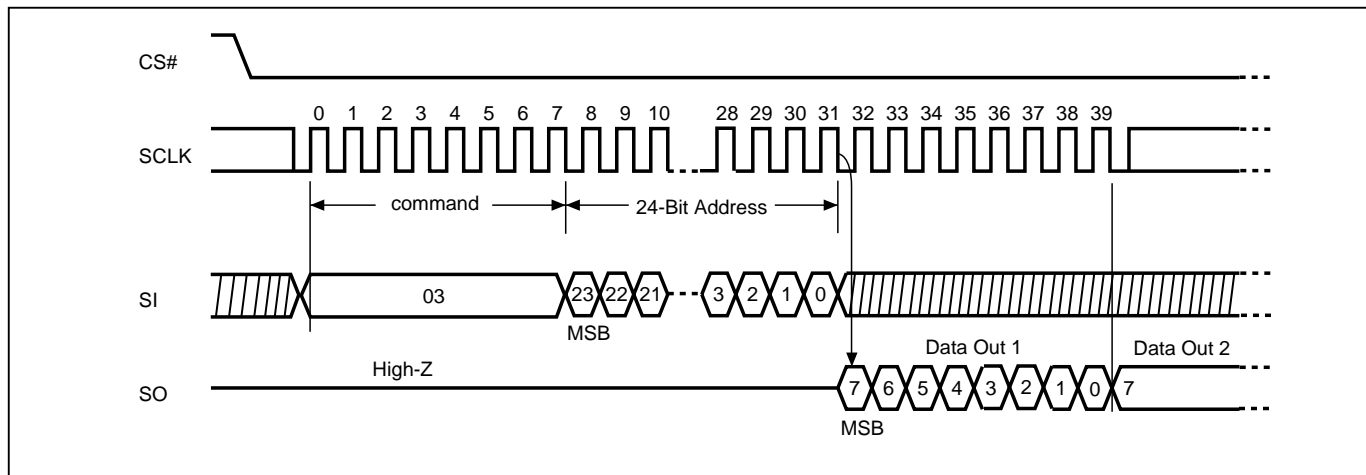 CS#
0 1 2 3 4 5 6 7 8 9 10 28 29 30 31 32 33 34 35 36 37 38 39
SCLK
command 24-Bit Address
SI 03 23 22 21 3 2 1 0
MSB
Data Out 1 Data Out 2
High-Z
SO 7 6 5 4 3 2 1 0 7
MSB